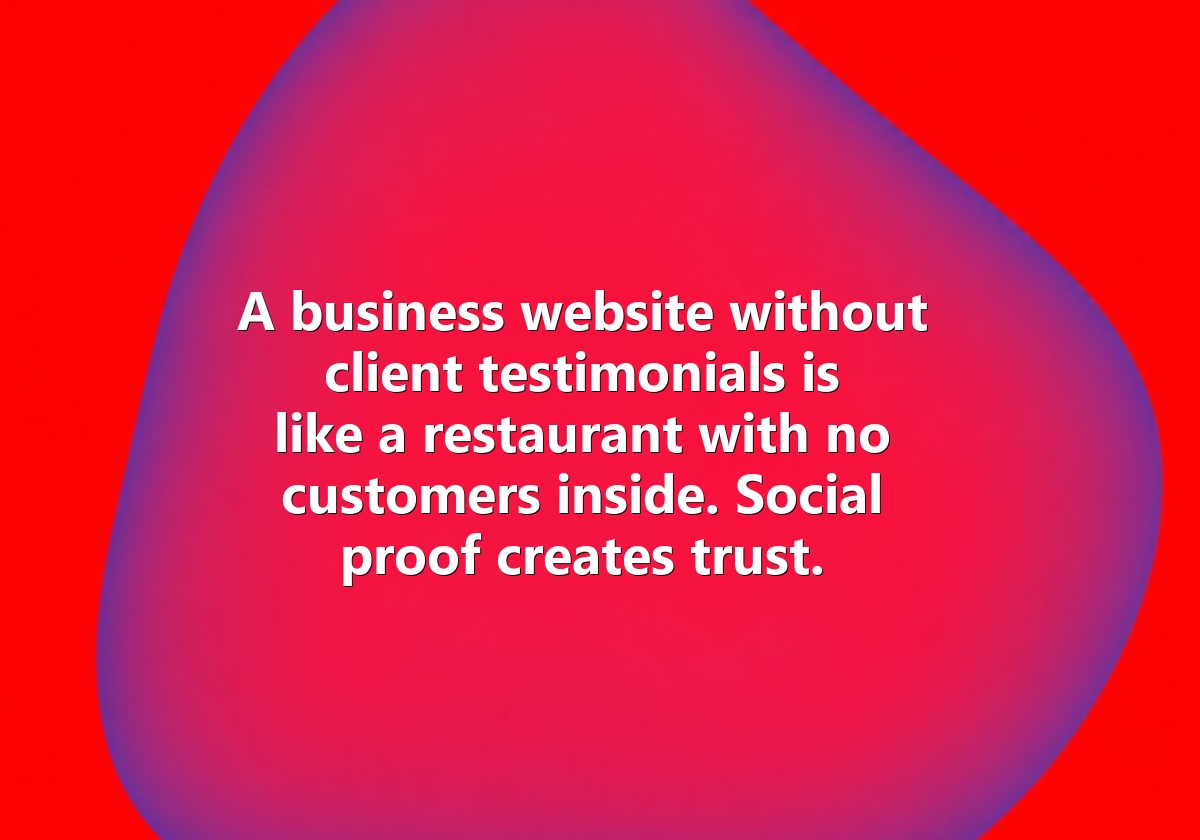 A business website without
client testimonials is
like a restaurant with no
customers inside. Social
proof creates trust.